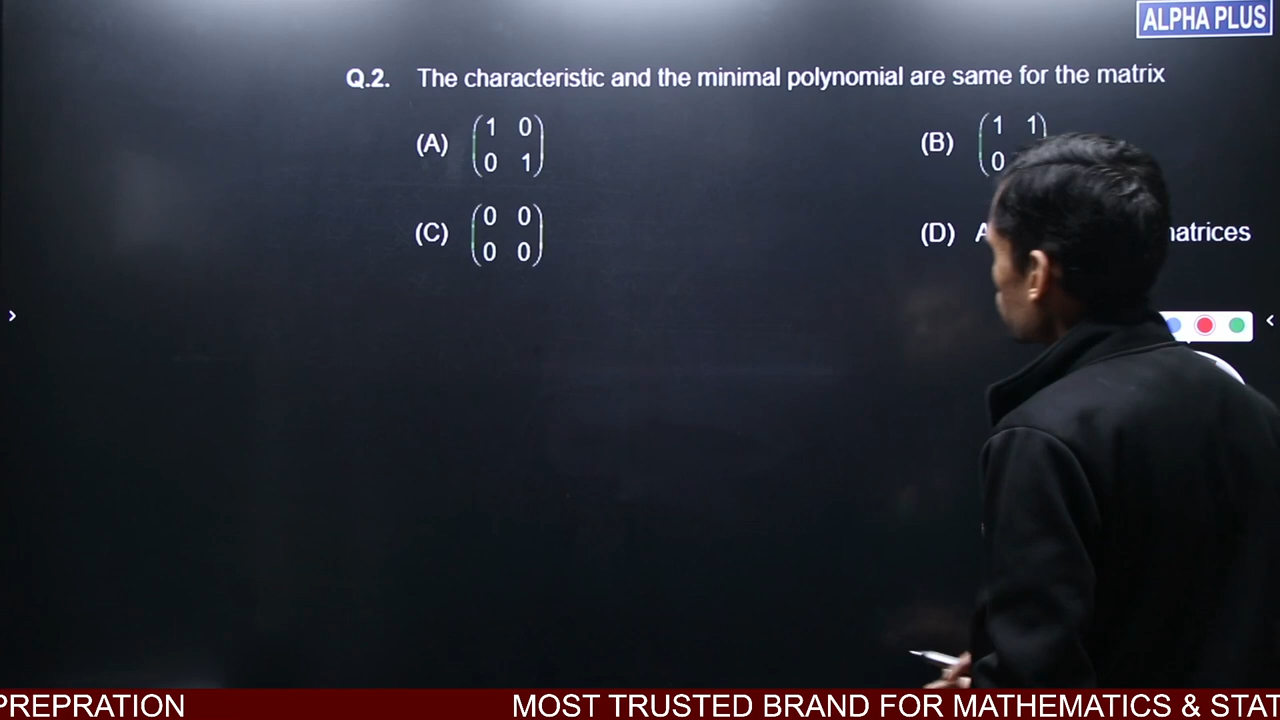 ALPHA PLUS
Q.2. The characteristic and the minimal polynomial are same for the matrix
(A) (1 0
0 1)
(B) (1 1)
0
(C) (0 0
0 0)
(D)
PREPRATION MOST TRUSTED BRAND FOR MATHEMATICS & STAT